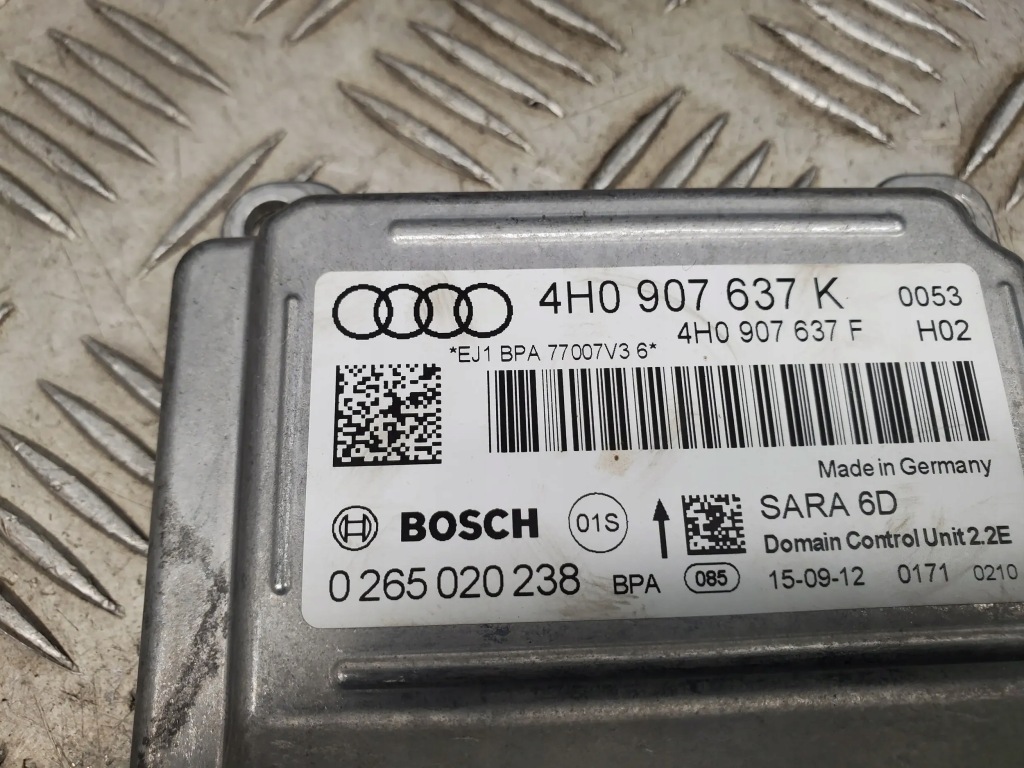 4H0 907 637 K 0053
4H0 907 637 F H02
*EJ1 BPA 77007V3 6*
Made in Germany
BOSCH 01S SARA 6D
Domain Control Unit 2.2E
0 265 020 238 BPA 085 15-09-12 0171 0210